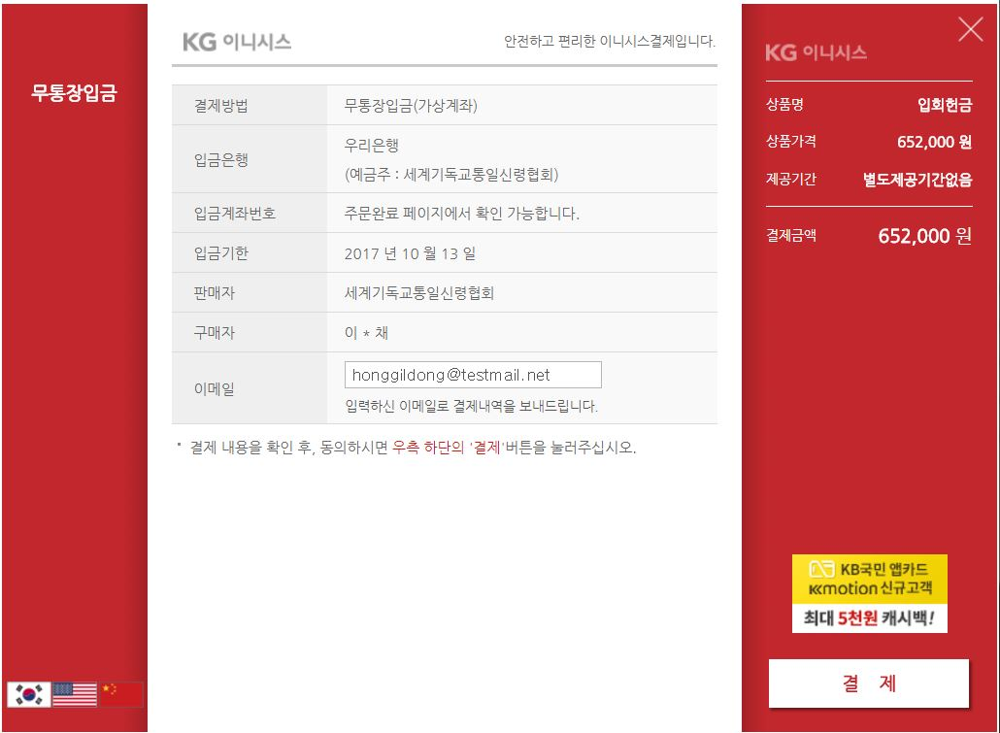 무통장입금
KG 이니시스
안전하고 편리한 이니시스결제입니다.
결제방법
무통장입금(가상계좌)
입금은행
우리은행
(예금주 : 세계기독교통일신령협회)
입금계좌번호
주문완료 페이지에서 확인 가능합니다.
입금기한
2017 년 10 월 13 일
판매자
세계기독교통일신령협회
구매자
이 * 채
이메일
honggildong@testmail.net
입력하신 이메일로 결제내역을 보내드립니다.
· 결제 내용을 확인 후, 동의하시면 우측 하단의 '결제'버튼을 눌러주십시오.
KG 이니시스
상품명
입회헌금
상품가격
652,000 원
제공기간
별도제공기간없음
결제금액
652,000 원
KB국민 앱카드
K-motion 신규고객
최대 5천원 캐시백!
결 제